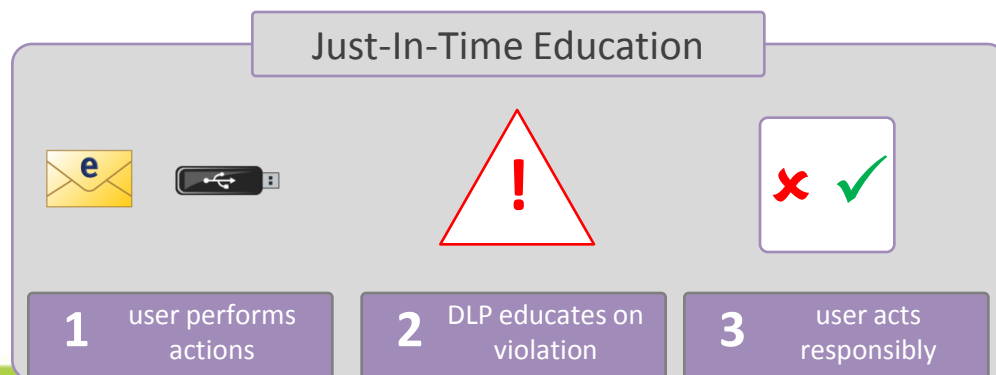 Just-In-Time Education
e
!
1
user performs
actions
2
DLP educates on
violation
3
user acts
responsibly